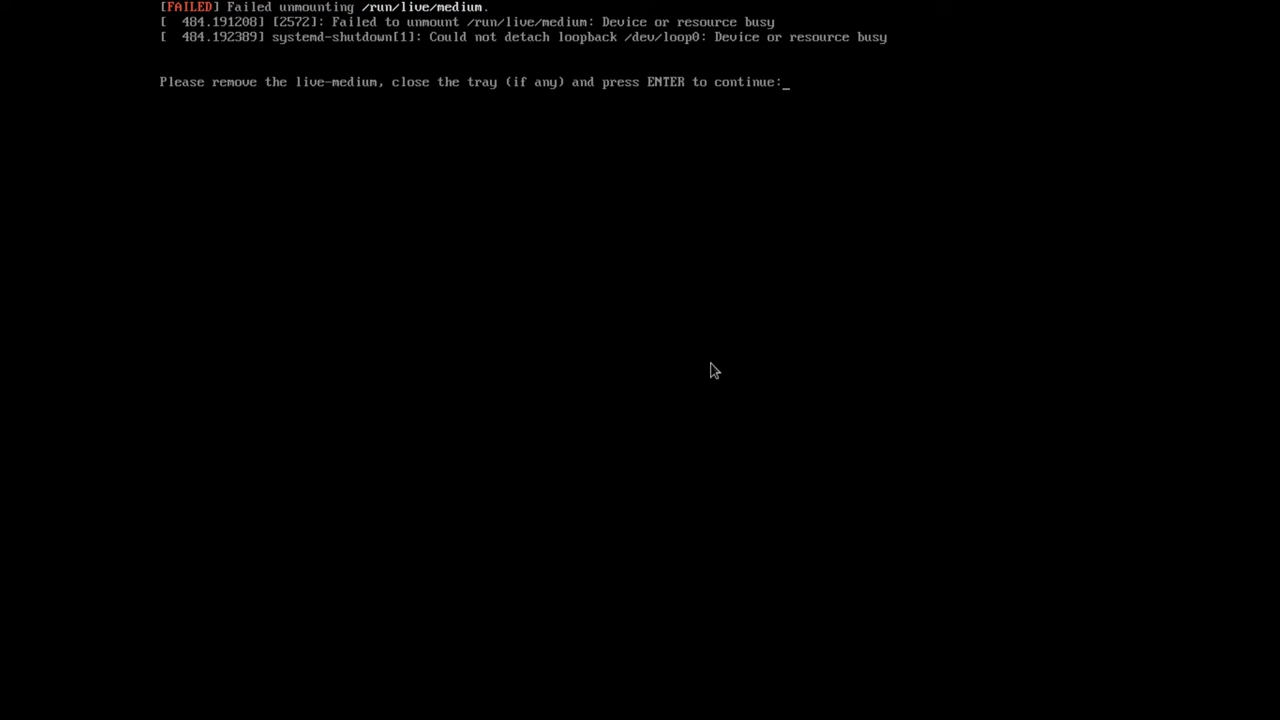 [FAILED] Failed unmounting /run/live/medium.
[  484.191208] [2572]: Failed to unmount /run/live/medium: Device or resource busy
[  484.192389] systemd-shutdown[1]: Could not detach loopback /dev/loop0: Device or resource busy
Please remove the live-medium, close the tray (if any) and press ENTER to continue:_